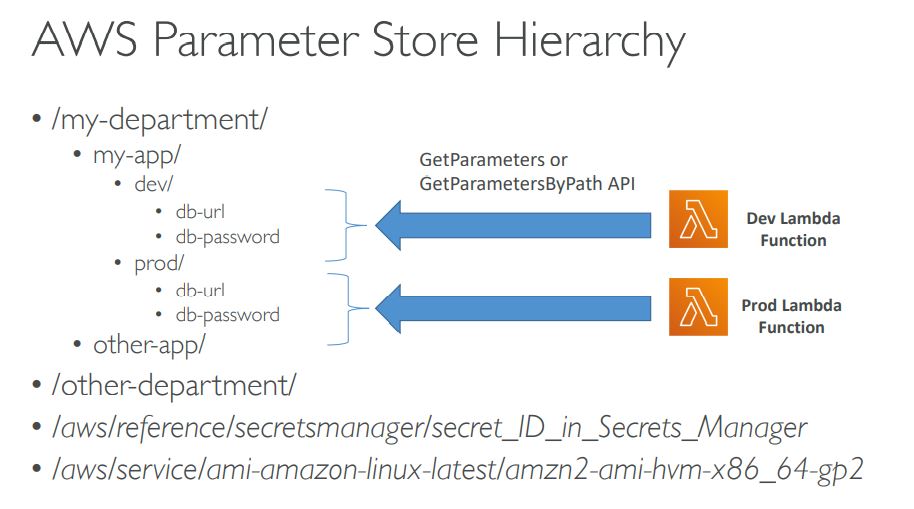 AWS Parameter Store Hierarchy
• /my-department/
• my-app/
• dev/
• db-url
• db-password
• prod/
• db-url
• db-password
• other-app/
GetParameters or
GetParametersByPath API
Dev Lambda
Function
Prod Lambda
Function
• /other-department/
• /aws/reference/secretsmanager/secret_ID_in_Secrets_Manager
• /aws/service/ami-amazon-linux-latest/amzn2-ami-hvm-x86_64-gp2